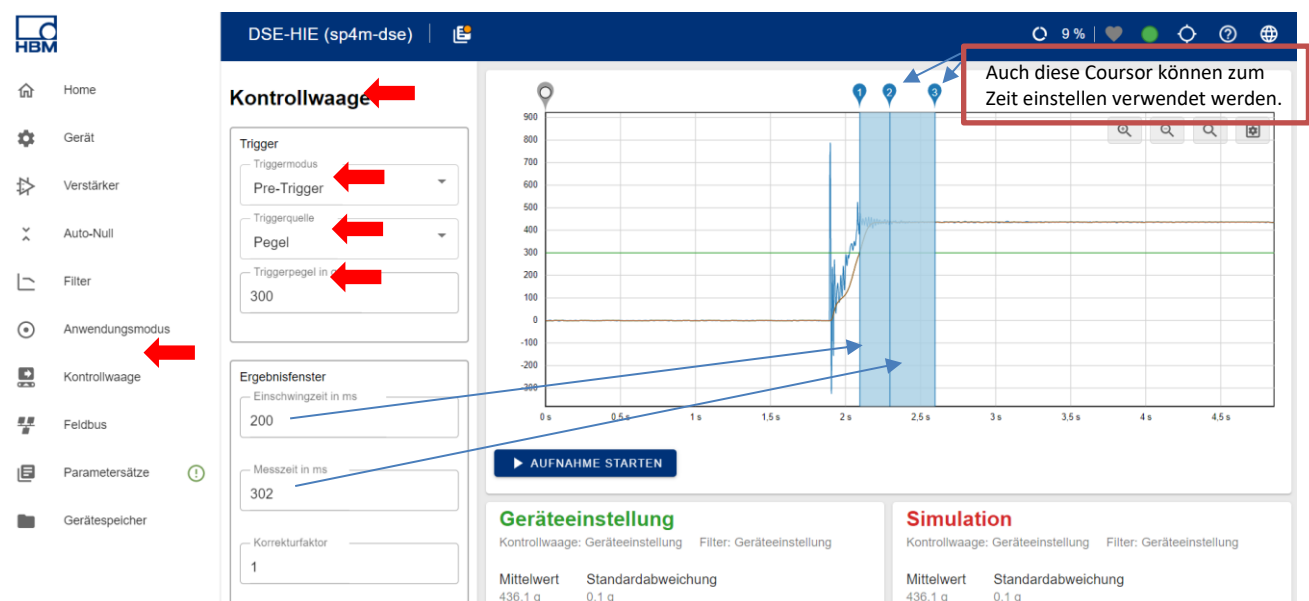 HBM
DSE-HIE (sp4m-dse)
9 %
Auch diese Coursor können zum
Zeit einstellen verwendet werden.
Home
Gerät
Verstärker
Auto-Null
Filter
Anwendungsmodus
Kontrollwaage
Feldbus
Parametersätze
Gerätespeicher
Kontrollwaage
Trigger
Triggermodus
Pre-Trigger
Triggerquelle
Pegel
Triggerpegel in
300
Ergebnisfenster
Einschwingzeit in ms
200
Messzeit in ms
302
Korrekturfaktor
1
1 2 3
900
800
700
600
500
400
300
200
100
0
-100
-200
-300
0 s 0,5 s 1 s 1,5 s 2 s 2,5 s 3 s 3,5 s 4 s 4,5 s
AUFNAHME STARTEN
Geräteeinstellung
Kontrollwaage: Geräteeinstellung Filter: Geräteeinstellung
Mittelwert Standardabweichung
436.1 g 0.1 g
Simulation
Kontrollwaage: Geräteeinstellung Filter: Geräteeinstellung
Mittelwert Standardabweichung
436.1 g 0.1 g